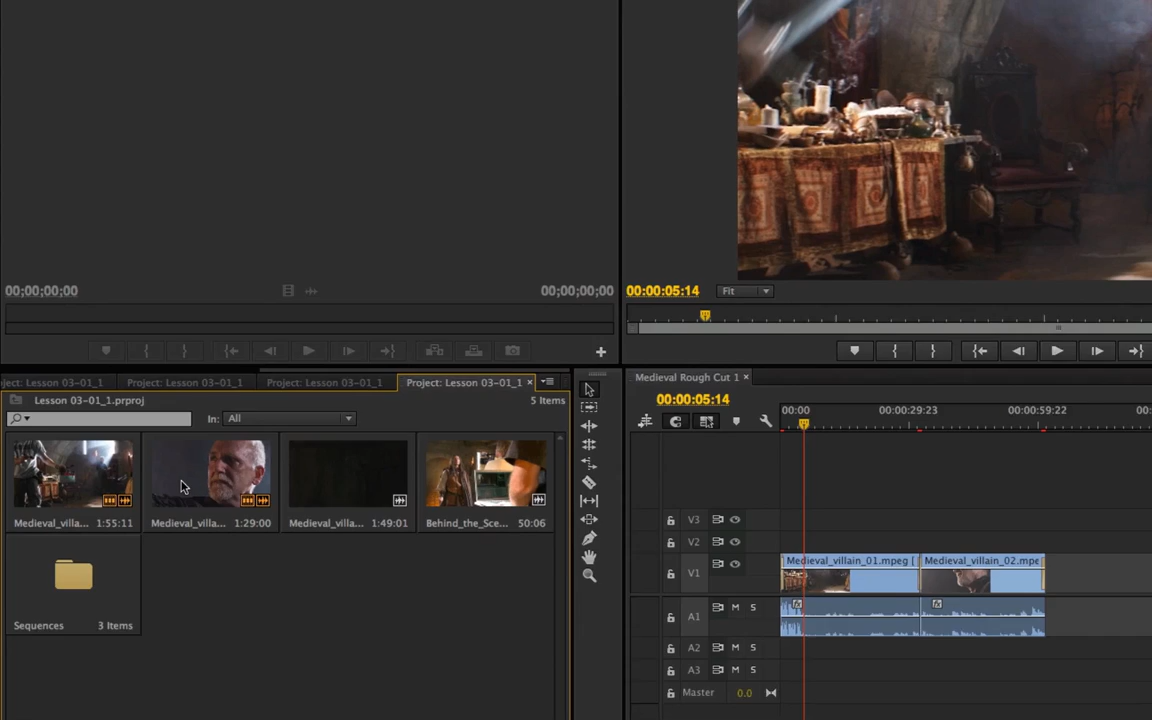 00;00;00;00
00;00;00;00
00:00:05:14
Fit
ject: Lesson 03-01_1
Project: Lesson 03-01_1
Project: Lesson 03-01_1
Project: Lesson 03-01_1 ×
Lesson 03-01_1.prproj
5 Items
In:
All
Medieval_villa...
1:55:11
Medieval_villa...
1:29:00
Medieval_villa...
1:49:01
Behind_the_Sce...
50:06
Sequences
3 Items
Medieval Rough Cut 1 ×
00:00:05:14
00:00
00:00:29:23
00:00:59:22
00:
V3
V2
V1
Medieval_villain_01.mpeg [
Medieval_villain_02.mpe
fx
fx
A1
M
S
A2
M
S
A3
M
S
Master
0.0